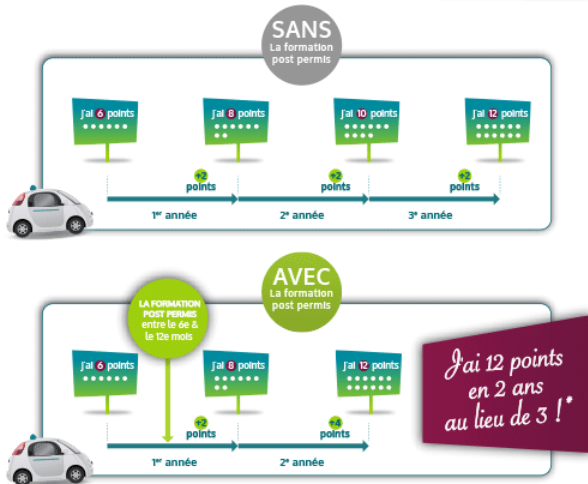 SANS
La formation
post permis
J'ai 6 points
J'ai 8 points
J'ai 10 points
J'ai 12 points
+2
points
+2
points
+2
points
1er année
2e année
3e année
AVEC
La formation
post permis
LA FORMATION
POST PERMIS
entre le 6e &
le 12e mois
J'ai 6 points
J'ai 8 points
J'ai 12 points
+2
points
+4
points
1er année
2e année
J'ai 12 points
en 2 ans
au lieu de 3 !*